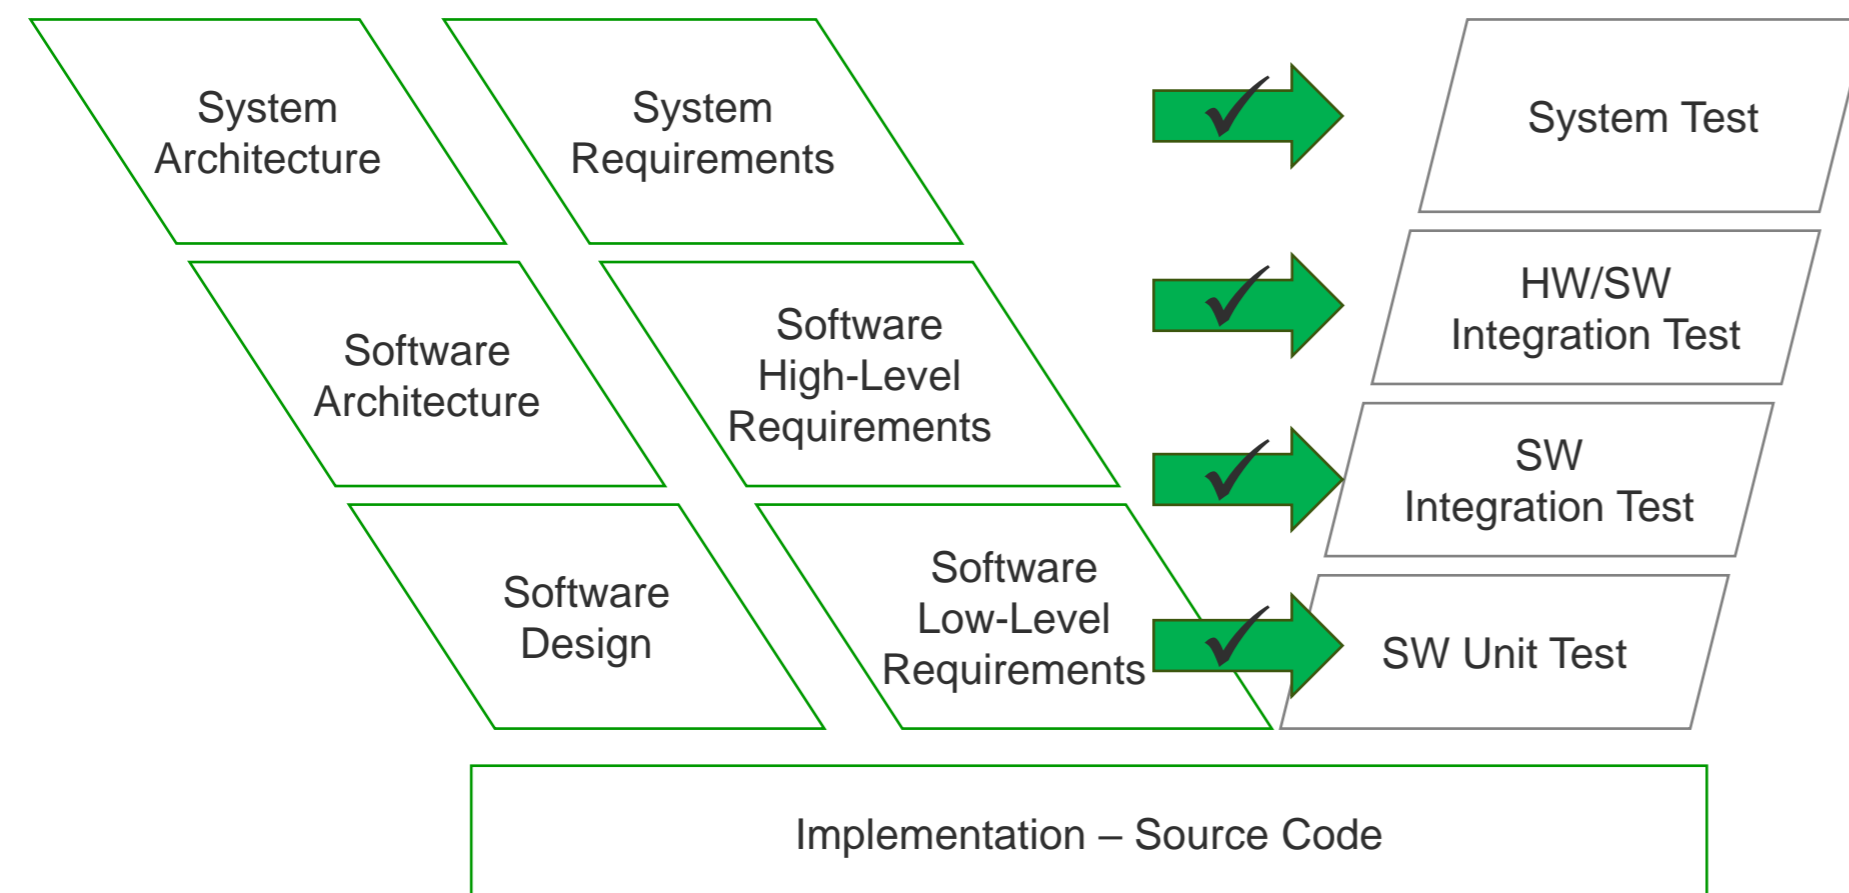 System
Architecture
System
Requirements
System Test
Software
Architecture
Software
High-Level
Requirements
HW/SW
Integration Test
SW
Integration Test
Software
Design
Software
Low-Level
Requirements
SW Unit Test
Implementation – Source Code